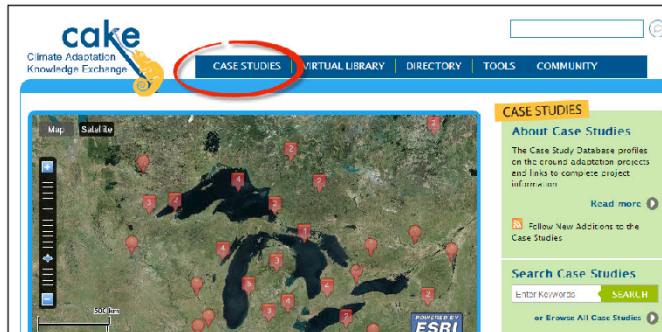 cake
Climate Adaptation
Knowledge Exchange
CASE STUDIES
VIRTUAL LIBRARY
DIRECTORY
TOOLS
COMMUNITY
Map
Satellite
500 km
POWERED BY
ESRI
CASE STUDIES
About Case Studies
The Case Study Database profiles
on the ground adaptation projects
and links to complete project
information
Read more
Follow New Additions to the
Case Studies
Search Case Studies
Enter Keywords
SEARCH
or Browse All Case Studies